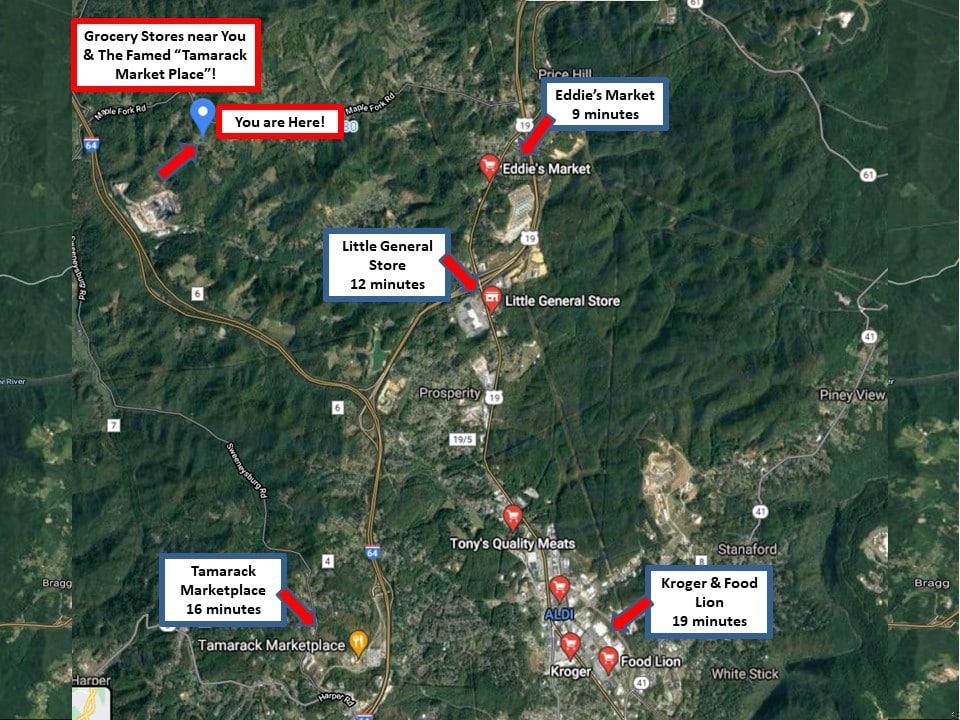 Grocery Stores near You
& The Famed “Tamarack
Market Place”!
Price Hill
61
Eddie’s Market
9 minutes
Maple Fork Rd
Maple Fork Rd
You are Here!
19
64
Eddie's Market
61
Little General
Store
12 minutes
19
Sweeneysburg Rd
6
Little General Store
41
River
6
Prosperity
19
Piney View
7
19/5
Sweeneysburg Rd
41
Tony's Quality Meats
64
Stanaford
4
8
Bragg
Bragg
Tamarack
Marketplace
16 minutes
Kroger & Food
Lion
19 minutes
ALDI
Tamarack Marketplace
Food Lion
Kroger
White Stick
Harper
41
Harper Rd
64